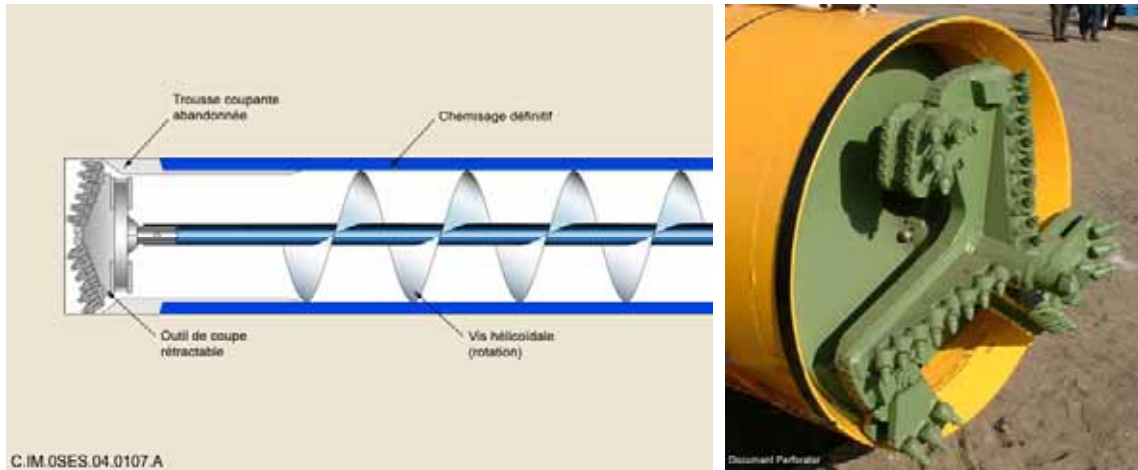 Trousse coupante
abandonnée
Chemisage définitif
Outil de coupe
rétractable
Vis hélicoïdale
(rotation)
C.IM.0SES.04.0107.A
Document Perforator